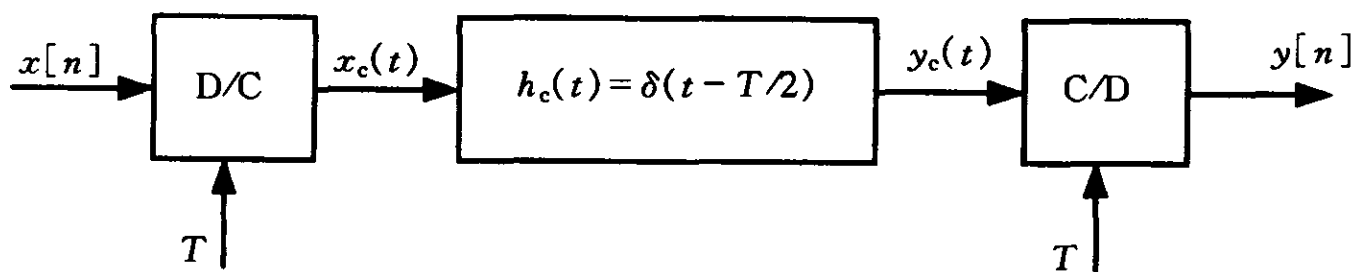 x[n]
D/C
x_c(t)
h_c(t)=δ(t−T/2)
y_c(t)
C/D
y[n]
T
T